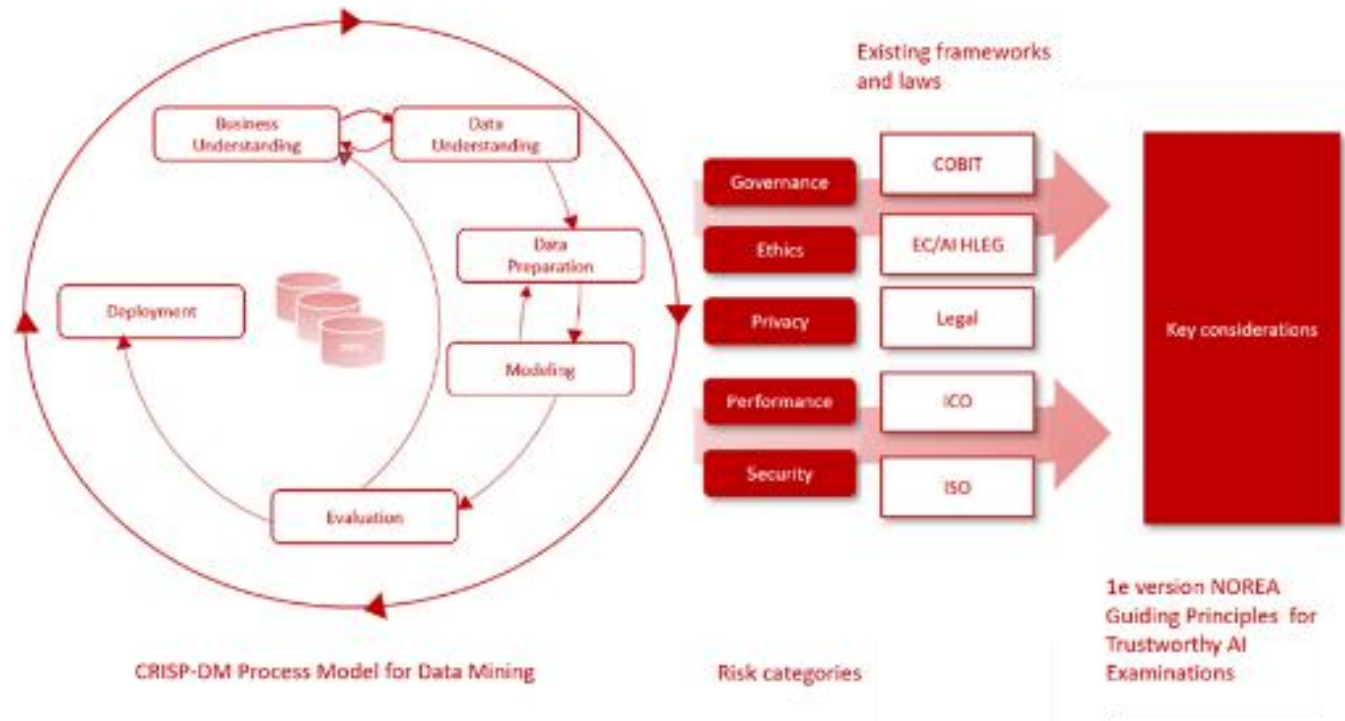 Existing frameworks
and laws
Business
Understanding
Data
Understanding
Data
Preparation
Deployment
Modeling
Evaluation
Governance
Ethics
Privacy
Performance
Security
COBIT
EC/AI HLEG
Legal
ICO
ISO
Key considerations
CRISP-DM Process Model for Data Mining
Risk categories
1e version NOREA
Guiding Principles for
Trustworthy AI
Examinations